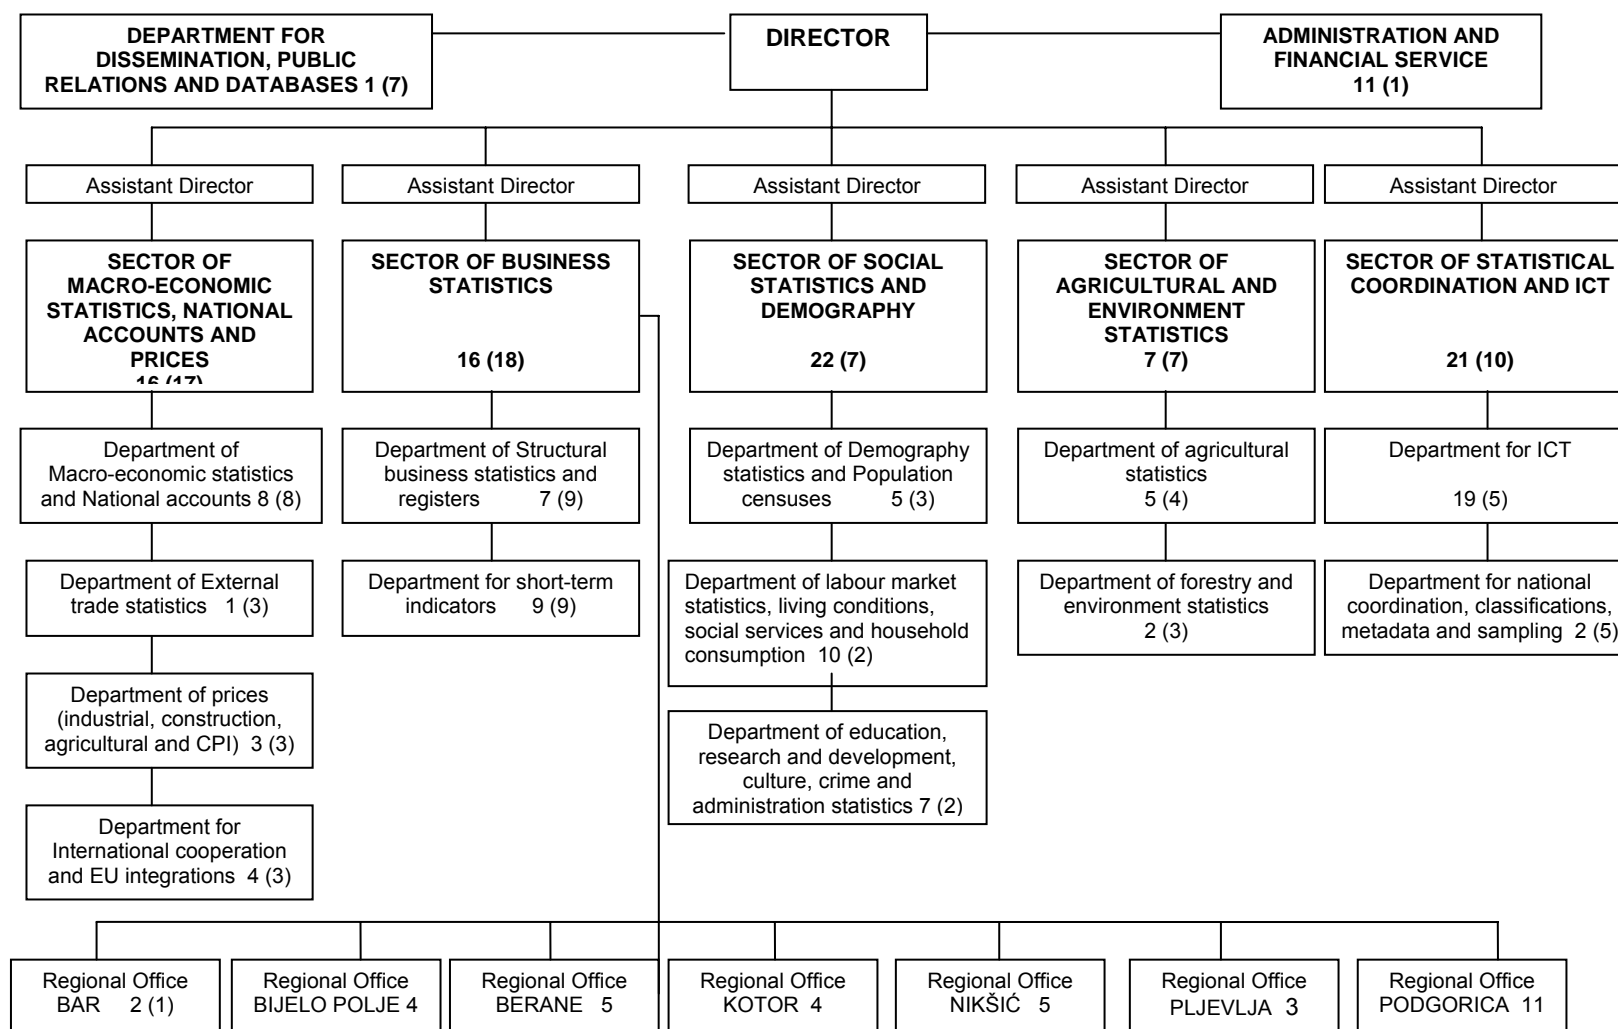 DEPARTMENT FOR
DISSEMINATION, PUBLIC
RELATIONS AND DATABASES 1 (7)
DIRECTOR
ADMINISTRATION AND
FINANCIAL SERVICE
11 (1)
Assistant Director
Assistant Director
Assistant Director
Assistant Director
Assistant Director
SECTOR OF
MACRO-ECONOMIC
STATISTICS, NATIONAL
ACCOUNTS AND
PRICES
16 (17)
SECTOR OF BUSINESS
STATISTICS
16 (18)
SECTOR OF SOCIAL
STATISTICS AND
DEMOGRAPHY
22 (7)
SECTOR OF
AGRICULTURAL AND
ENVIRONMENT
STATISTICS
7 (7)
SECTOR OF STATISTICAL
COORDINATION AND ICT
21 (10)
Department of
Macro-economic statistics
and National accounts 8 (8)
Department of Structural
business statistics and
registers 7 (9)
Department of Demography
statistics and Population
censuses 5 (3)
Department of agricultural
statistics
5 (4)
Department for ICT
19 (5)
Department of External
trade statistics 1 (3)
Department for short-term
indicators 9 (9)
Department of labour market
statistics, living conditions,
social services and household
consumption 10 (2)
Department of forestry and
environment statistics
2 (3)
Department for national
coordination, classifications,
metadata and sampling 2 (5)
Department of prices
(industrial, construction,
agricultural and CPI) 3 (3)
Department of education,
research and development,
culture, crime and
administration statistics 7 (2)
Department for
International cooperation
and EU integrations 4 (3)
Regional Office
BAR 2 (1)
Regional Office
BIJELO POLJE 4
Regional Office
BERANE 5
Regional Office
KOTOR 4
Regional Office
NIKŠIĆ 5
Regional Office
PLJEVLJA 3
Regional Office
PODGORICA 11